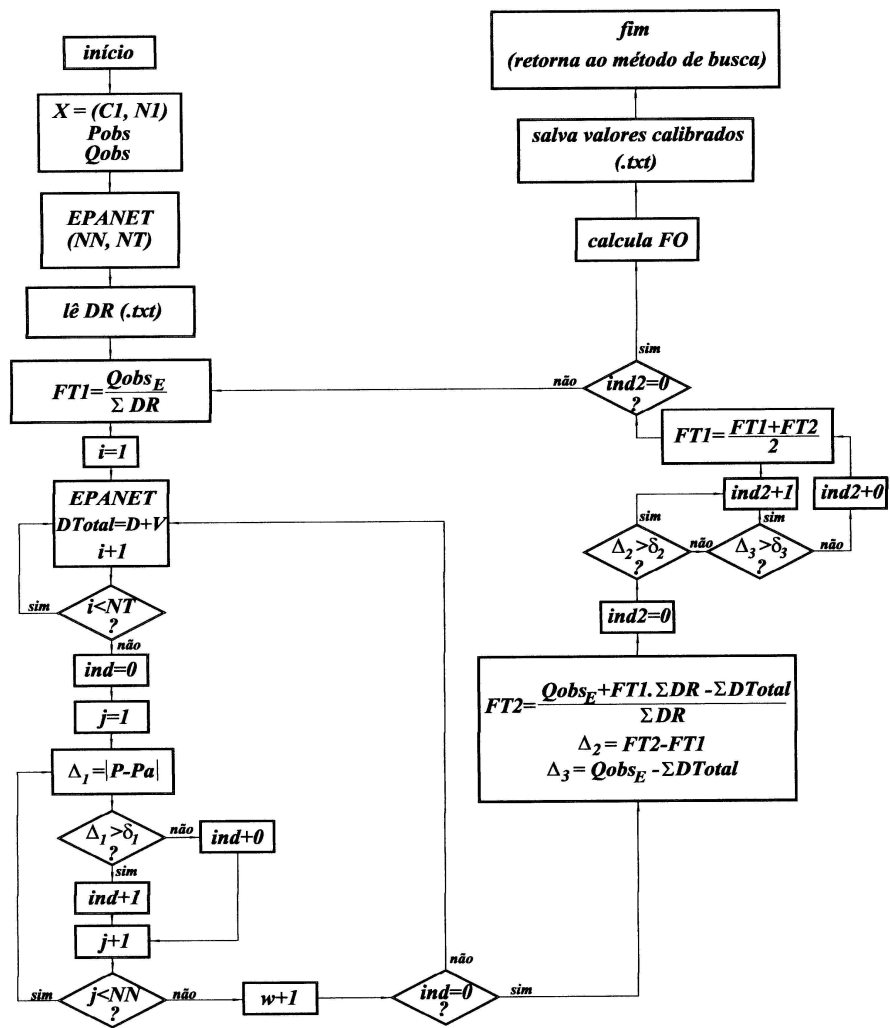 início
X = (C1, N1)
Pobs
Qobs
EPANET
(NN, NT)
lê DR (.txt)
FT1=Qobs_E/Σ DR
i=1
EPANET
DTotal=D+V
i+1
i<NT
?
sim
não
ind=0
j=1
Δ₁=|P-Pa|
Δ₁>δ₁
?
não
ind+0
sim
ind+1
j+1
j<NN
?
sim
não
w+1
ind=0
?
não
sim
FT2=(Qobs_E+FT1.ΣDR -ΣDTotal)/ΣDR
Δ₂= FT2-FT1
Δ₃= Qobs_E -ΣDTotal
ind2=0
Δ₂>δ₂
?
sim
não
Δ₃>δ₃
?
sim
não
ind2+1
ind2+0
FT1=(FT1+FT2)/2
ind2=0
?
não
sim
calcula FO
salva valores calibrados
(.txt)
fim
(retorna ao método de busca)